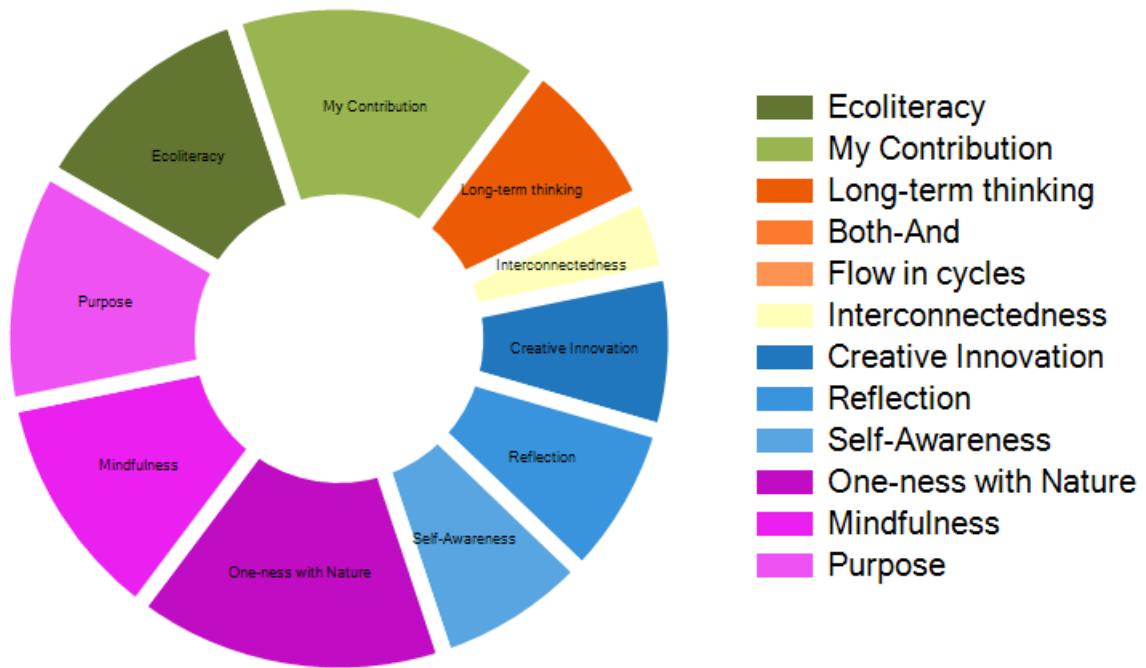 My Contribution
Ecoliteracy
Long-term thinking
Interconnectedness
Purpose
Creative Innovation
Reflection
Mindfulness
Self-Awareness
One-ness with Nature
Ecoliteracy
My Contribution
Long-term thinking
Both-And
Flow in cycles
Interconnectedness
Creative Innovation
Reflection
Self-Awareness
One-ness with Nature
Mindfulness
Purpose